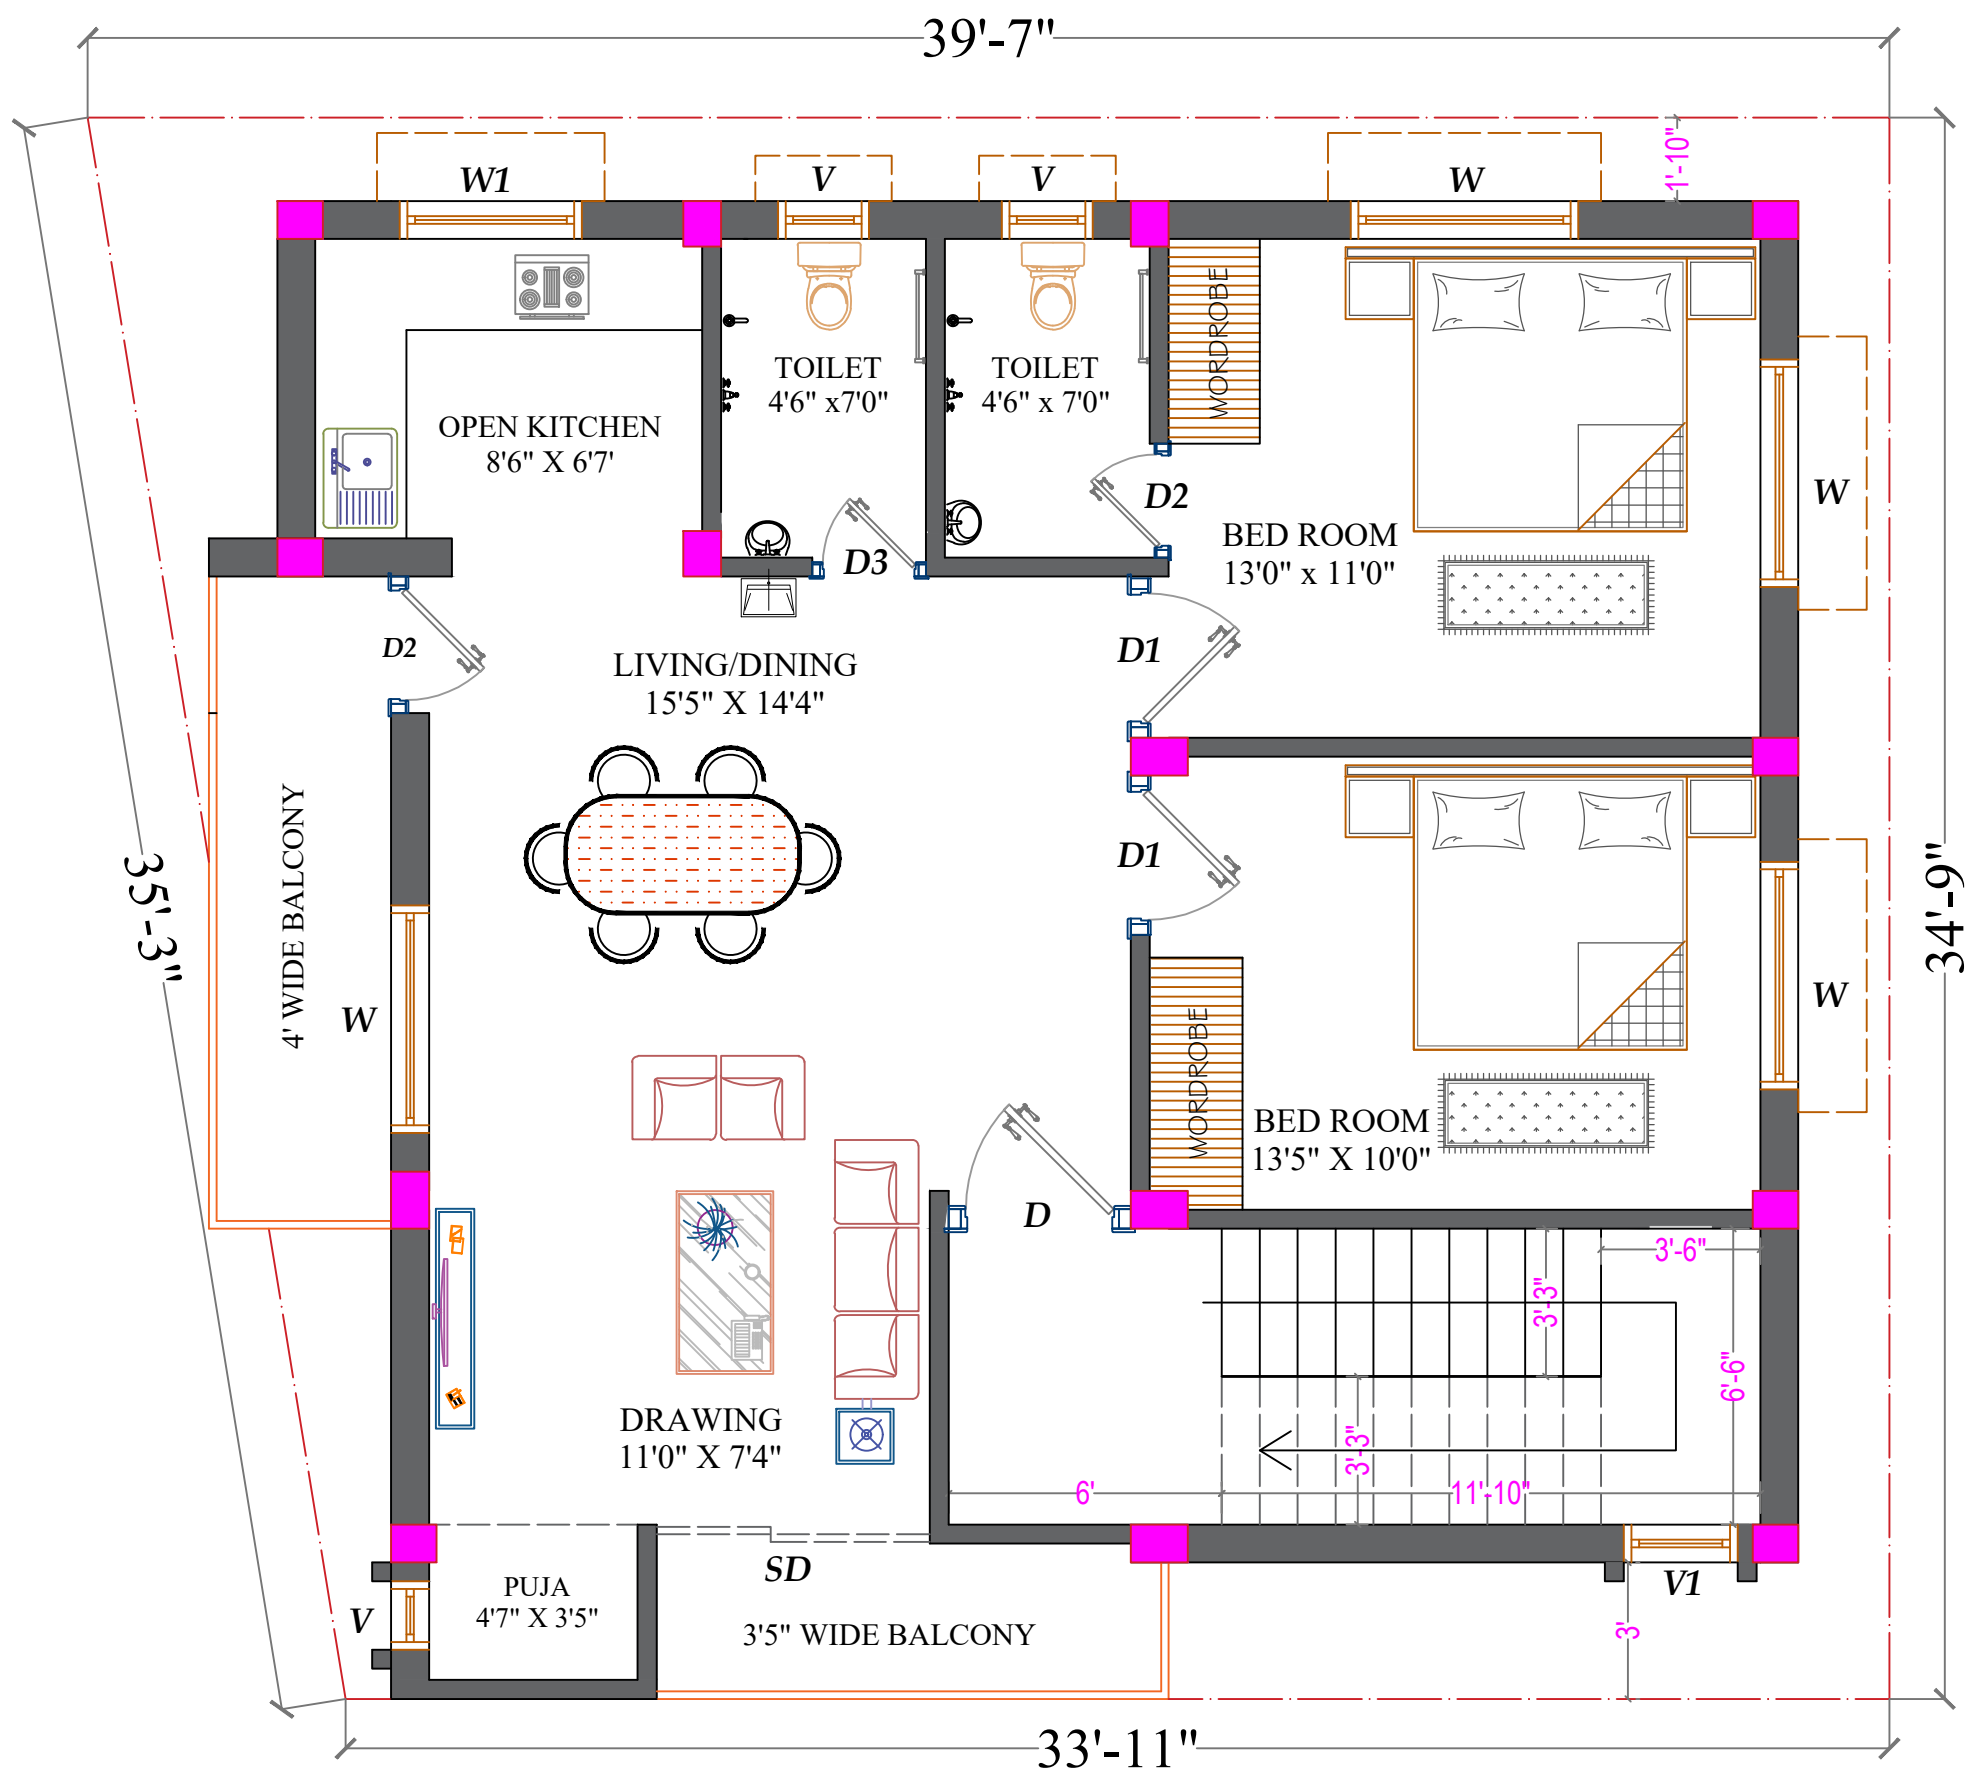 39'-7"
1'-10"
W1
V
V
W
WORDROBE
TOILET
4'6" x7'0"
TOILET
4'6" x 7'0"
OPEN KITCHEN
8'6" X 6'7'
W
D2
D3
BED ROOM
13'0" x 11'0"
D2
D1
LIVING/DINING
15'5" X 14'4"
D1
4' WIDE BALCONY
35'-3"
34'-9"
W
W
WORDROBE
BED ROOM
13'5" X 10'0"
D
3'-6"
3'-3"
6'-6"
3'-3"
DRAWING
11'0" X 7'4"
6'
11'-10"
SD
PUJA
4'7" X 3'5"
V
V1
3'5" WIDE BALCONY
3'
33'-11"